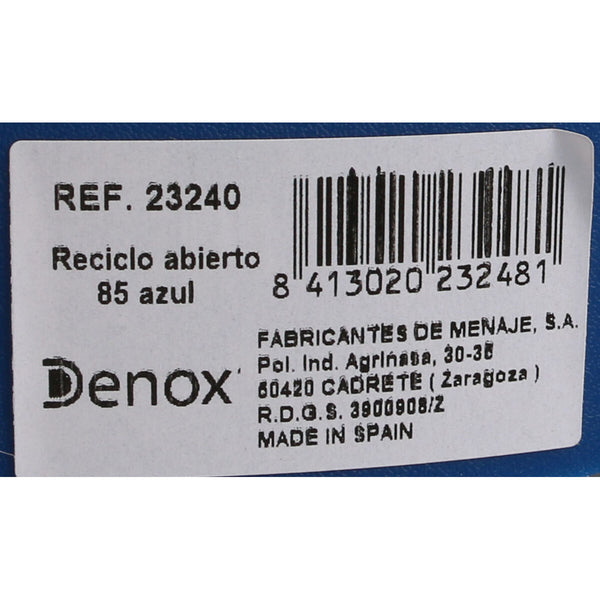 REF. 23240
Reciclo abierto
85 azul
Denox
8 413020 232481
FABRICANTES DE MENAJE, S.A.
Pol. Ind. Agrinasa, 30-36
50420 CADRETE ( Zaragoza )
R.D.G.S. 3900908/Z
MADE IN SPAIN